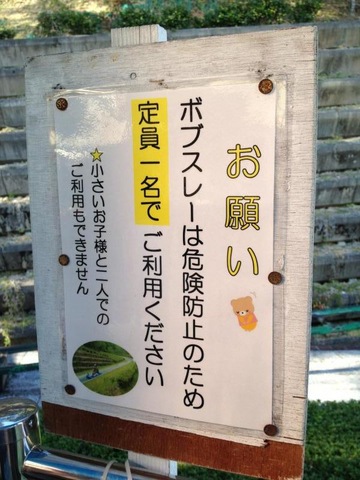 お願い
ボブスレーは危険防止のため
定員一名でご利用ください
★小さいお子様と二人での
ご利用もできません